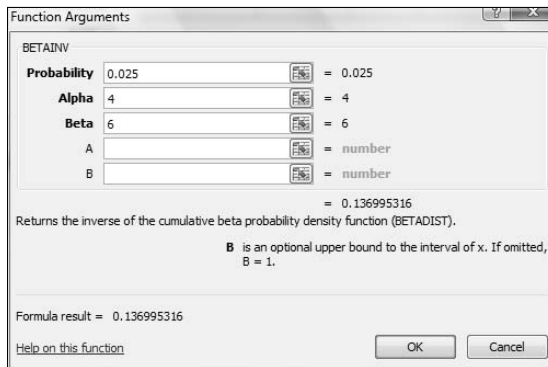 Function Arguments
BETAINV
Probability 0.025 = 0.025
Alpha 4 = 4
Beta 6 = 6
A = number
B = number
= 0.136995316
Returns the inverse of the cumulative beta probability density function (BETADIST).
B is an optional upper bound to the interval of x. If omitted,
B = 1.
Formula result = 0.136995316
Help on this function OK Cancel